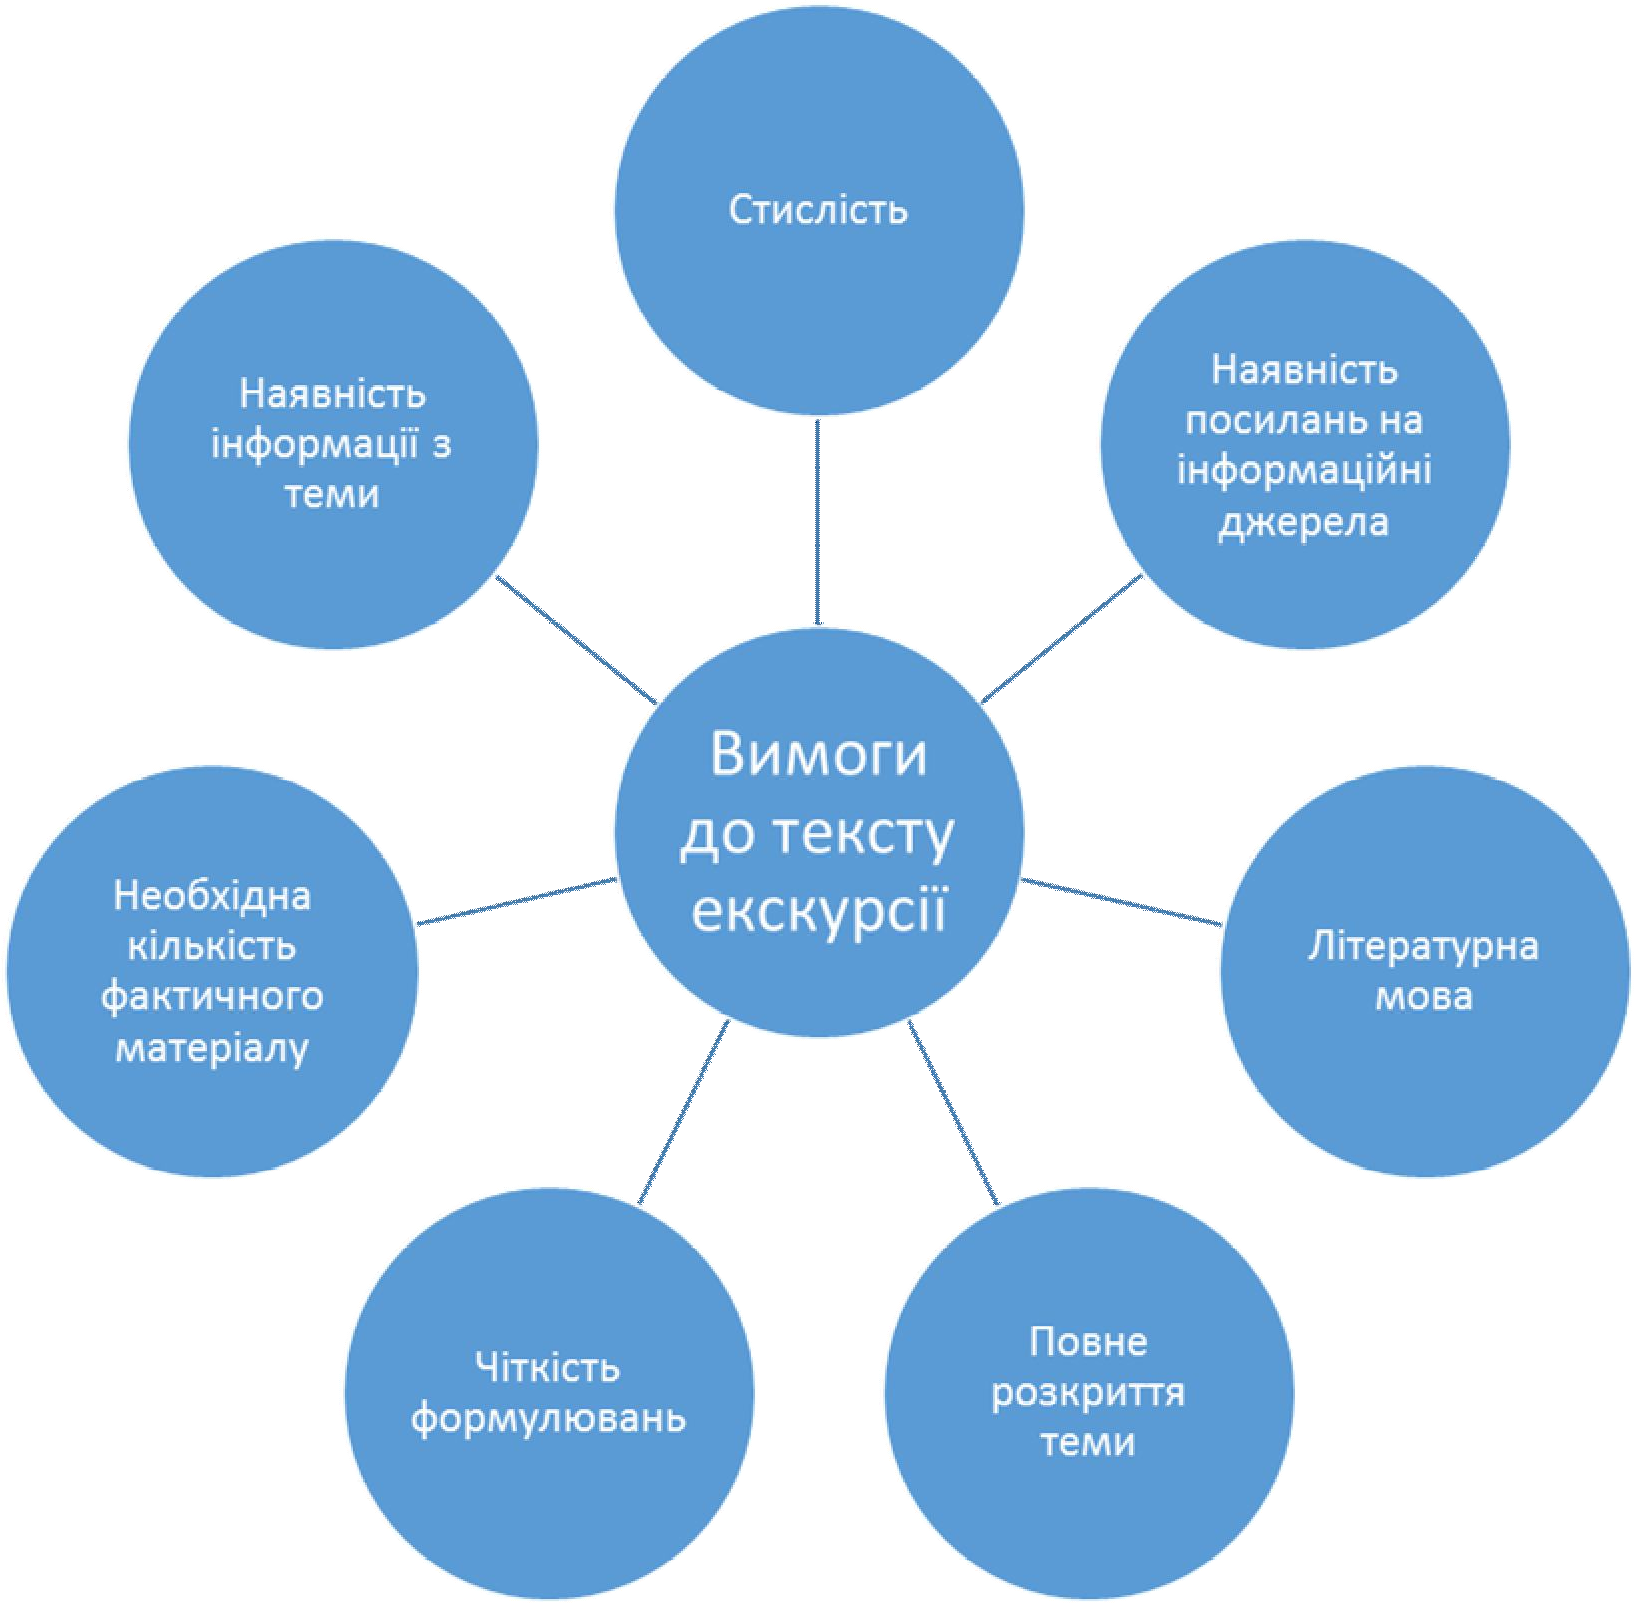 Стислість
Наявність
посилань на
інформаційні
джерела
Літературна
мова
Повне
розкриття
теми
Чіткість
формулювань
Необхідна
кількість
фактичного
матеріалу
Наявність
інформації з
теми
Вимоги
до тексту
екскурсії